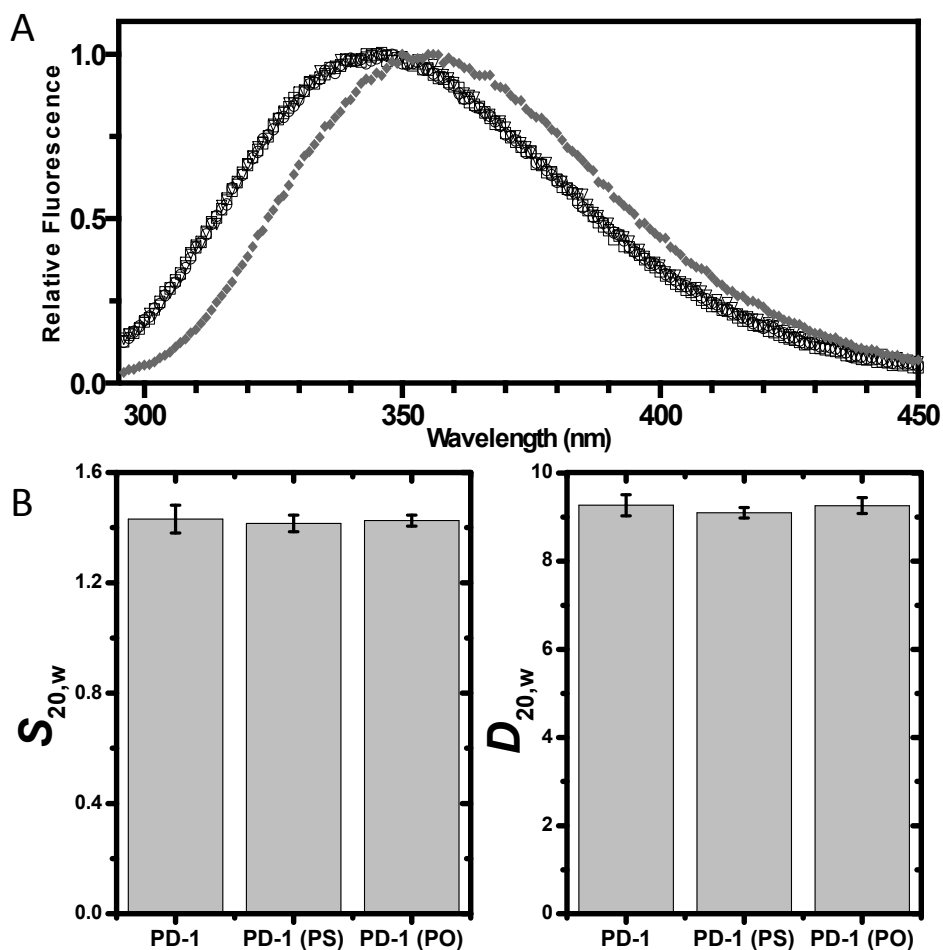 A
Relative Fluorescence
1.0
0.5
0.0
300 350 400 450
Wavelength (nm)
B
S20,w
1.6
1.2
0.8
0.4
0.0
PD-1 PD-1 (PS) PD-1 (PO)
D20,w
10
8
6
4
2
0
PD-1 PD-1 (PS) PD-1 (PO)